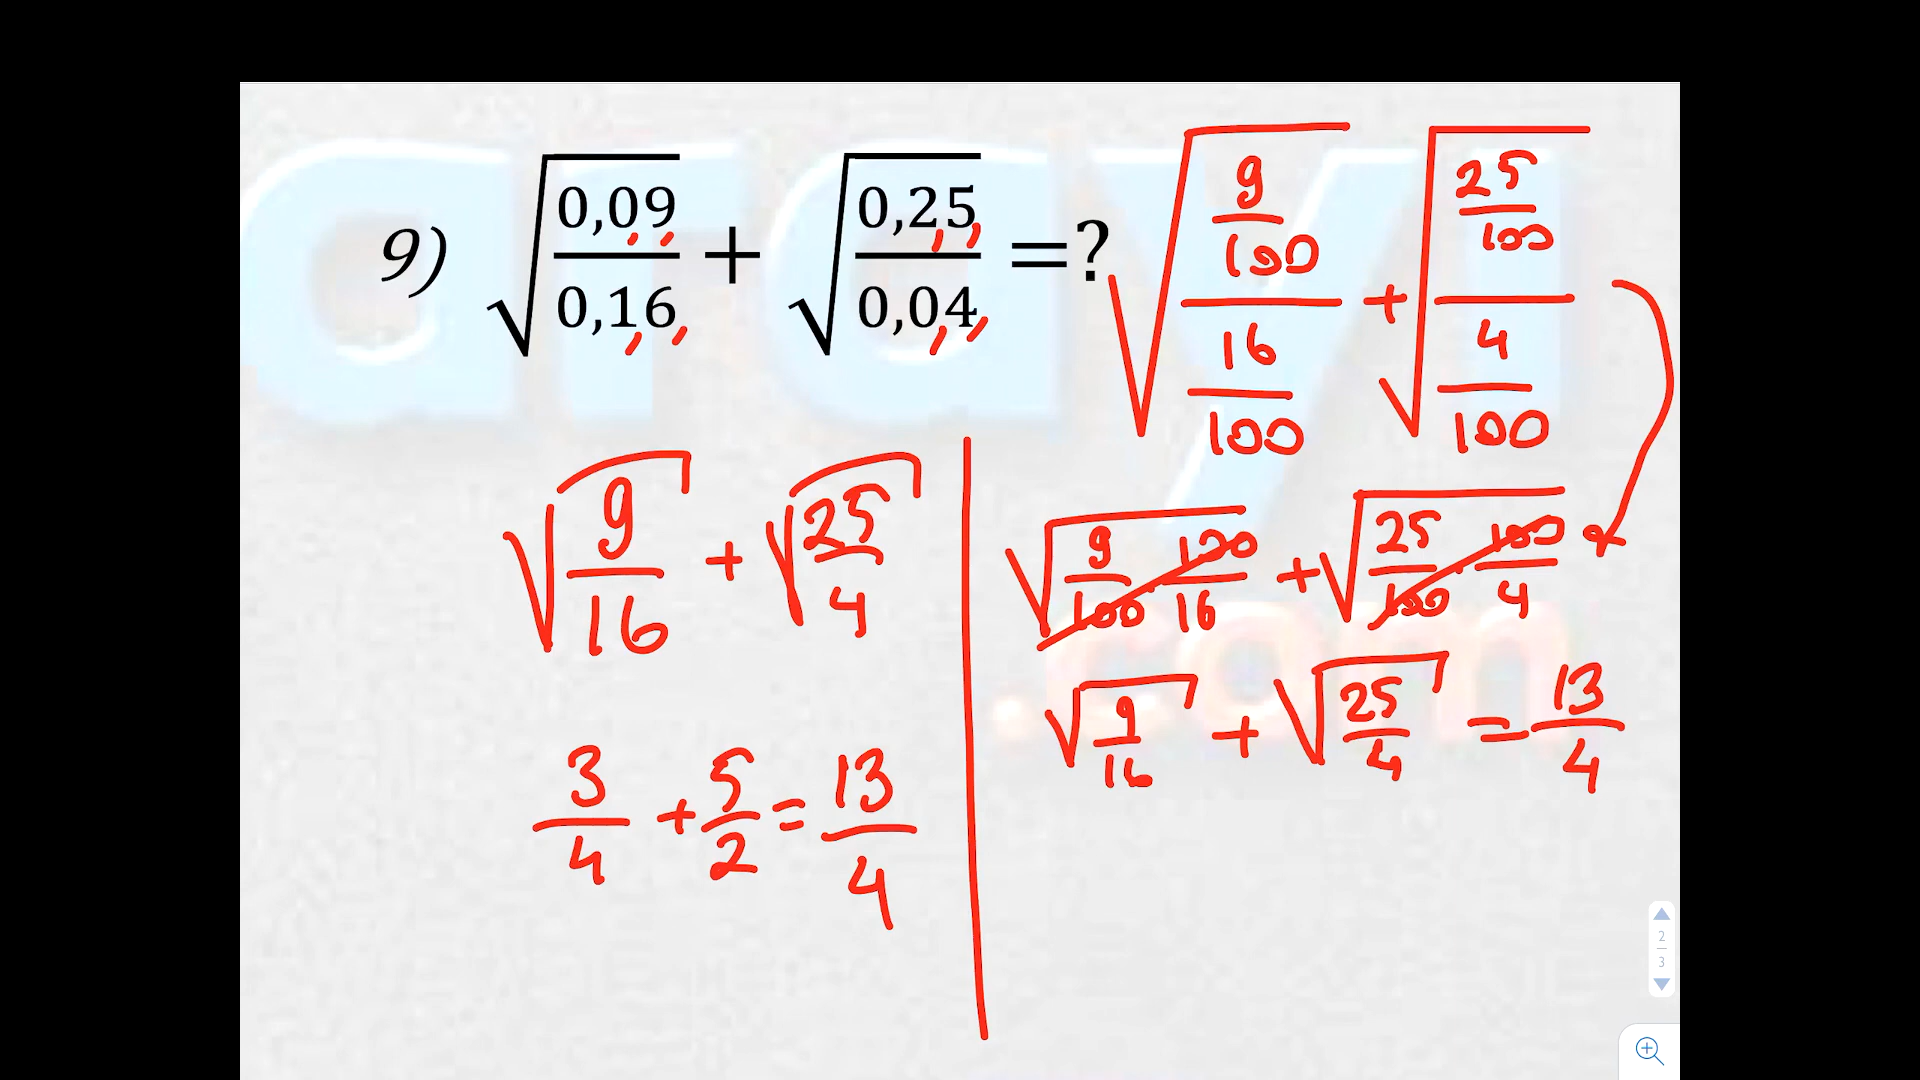 9) √(0,09/0,16) + √(0,25/0,04) =?
√((9/100)/(16/100)) + √((25/100)/(4/100))
√(9/16) + √(25/4)
3/4 + 5/2 = 13/4
√(9/100 · 100/16) + √(25/100 · 100/4)
√(9/16) + √(25/4) = 13/4
2
3